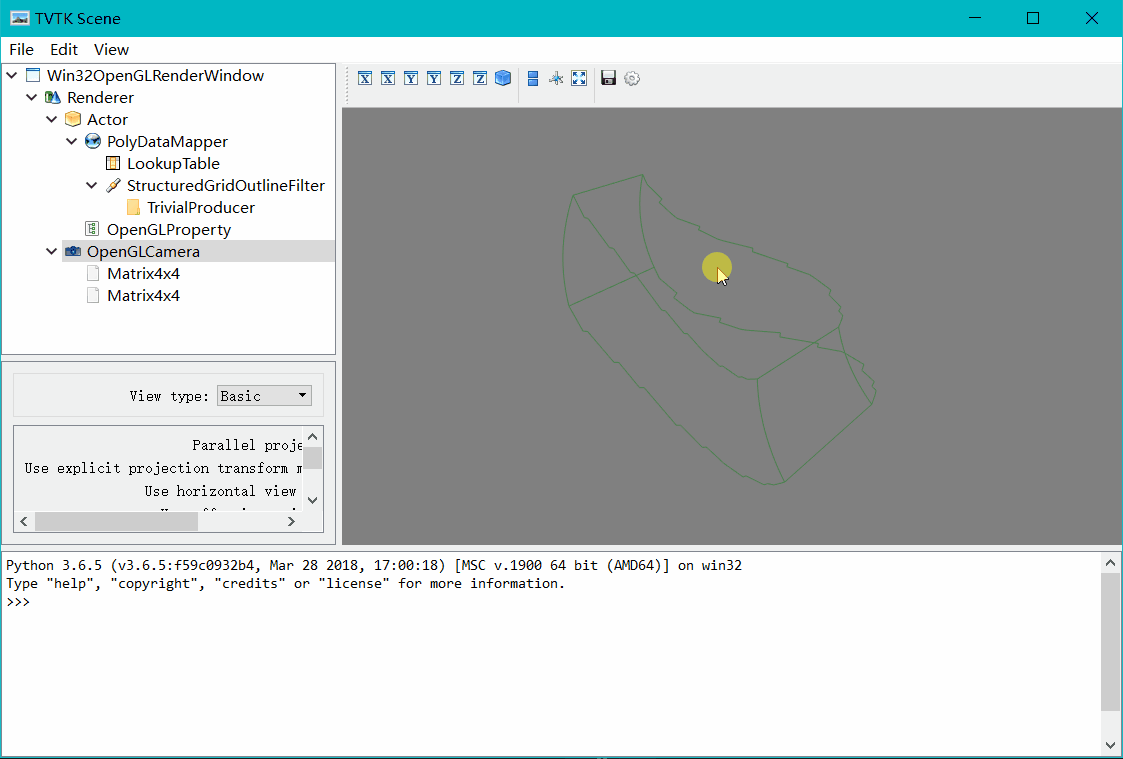 TVTK Scene
File Edit View
Win32OpenGLRenderWindow
Renderer
Actor
PolyDataMapper
LookupTable
StructuredGridOutlineFilter
TrivialProducer
OpenGLProperty
OpenGLCamera
Matrix4x4
Matrix4x4
X X Y Y Z Z
View type: Basic
Parallel proje
Use explicit projection transform m
Use horizontal view
Python 3.6.5 (v3.6.5:f59c0932b4, Mar 28 2018, 17:00:18) [MSC v.1900 64 bit (AMD64)] on win32
Type "help", "copyright", "credits" or "license" for more information.
>>>